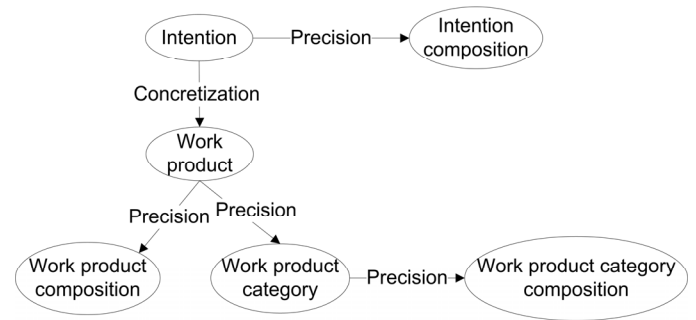 Intention
Precision
Intention
composition
Concretization
Work
product
Precision
Precision
Work product
composition
Work product
category
Precision
Work product category
composition